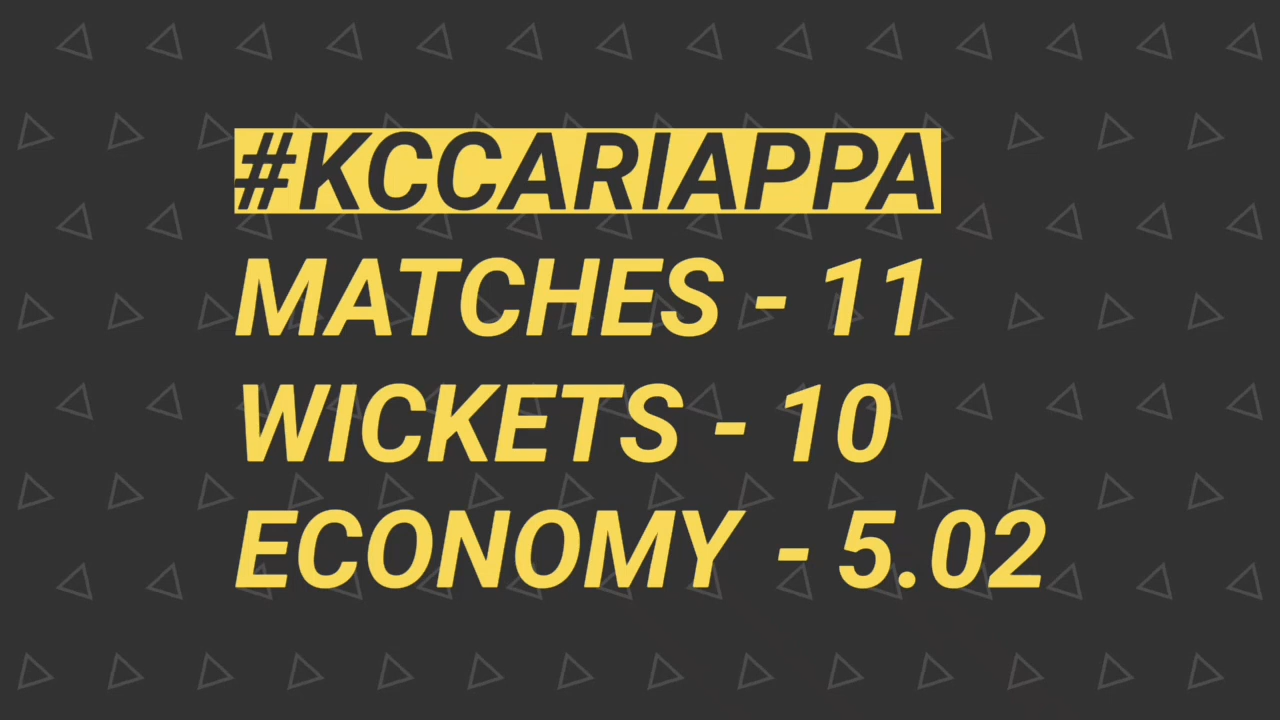 #KCCARIAPPA
MATCHES - 11
WICKETS - 10
ECONOMY - 5.02